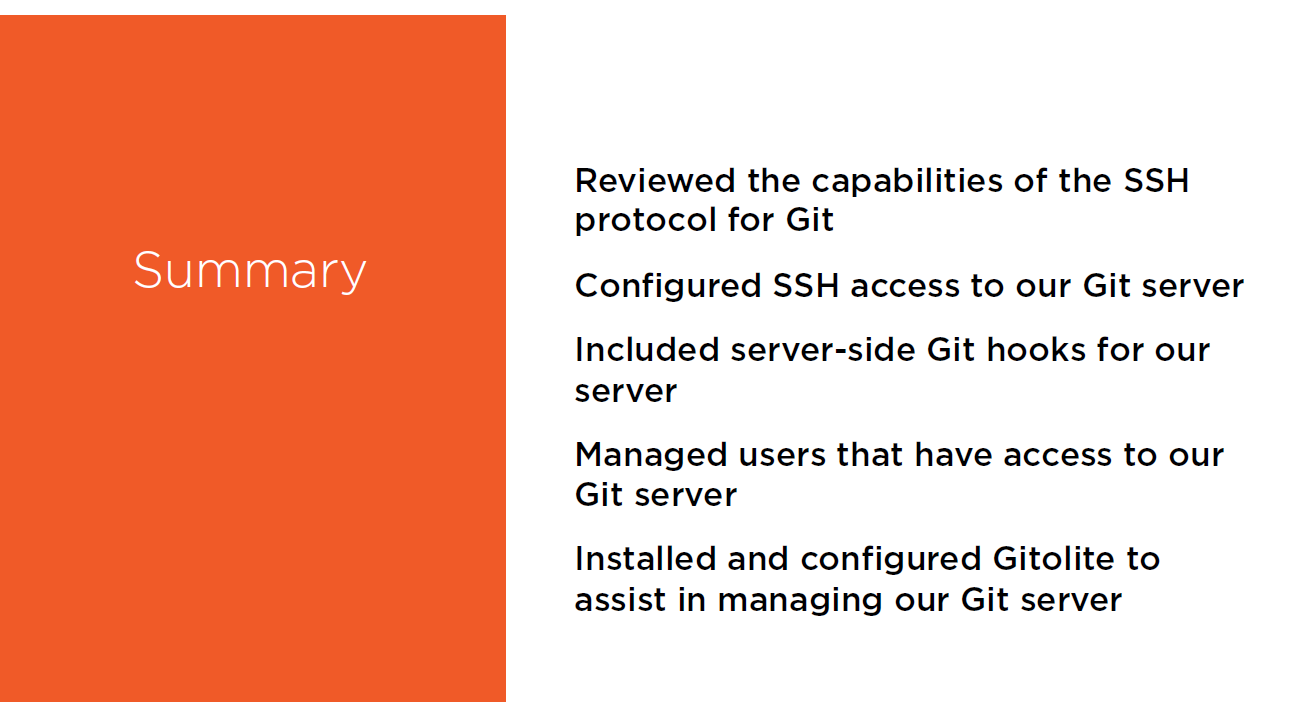 Summary
Reviewed the capabilities of the SSH
protocol for Git
Configured SSH access to our Git server
Included server-side Git hooks for our
server
Managed users that have access to our
Git server
Installed and configured Gitolite to
assist in managing our Git server